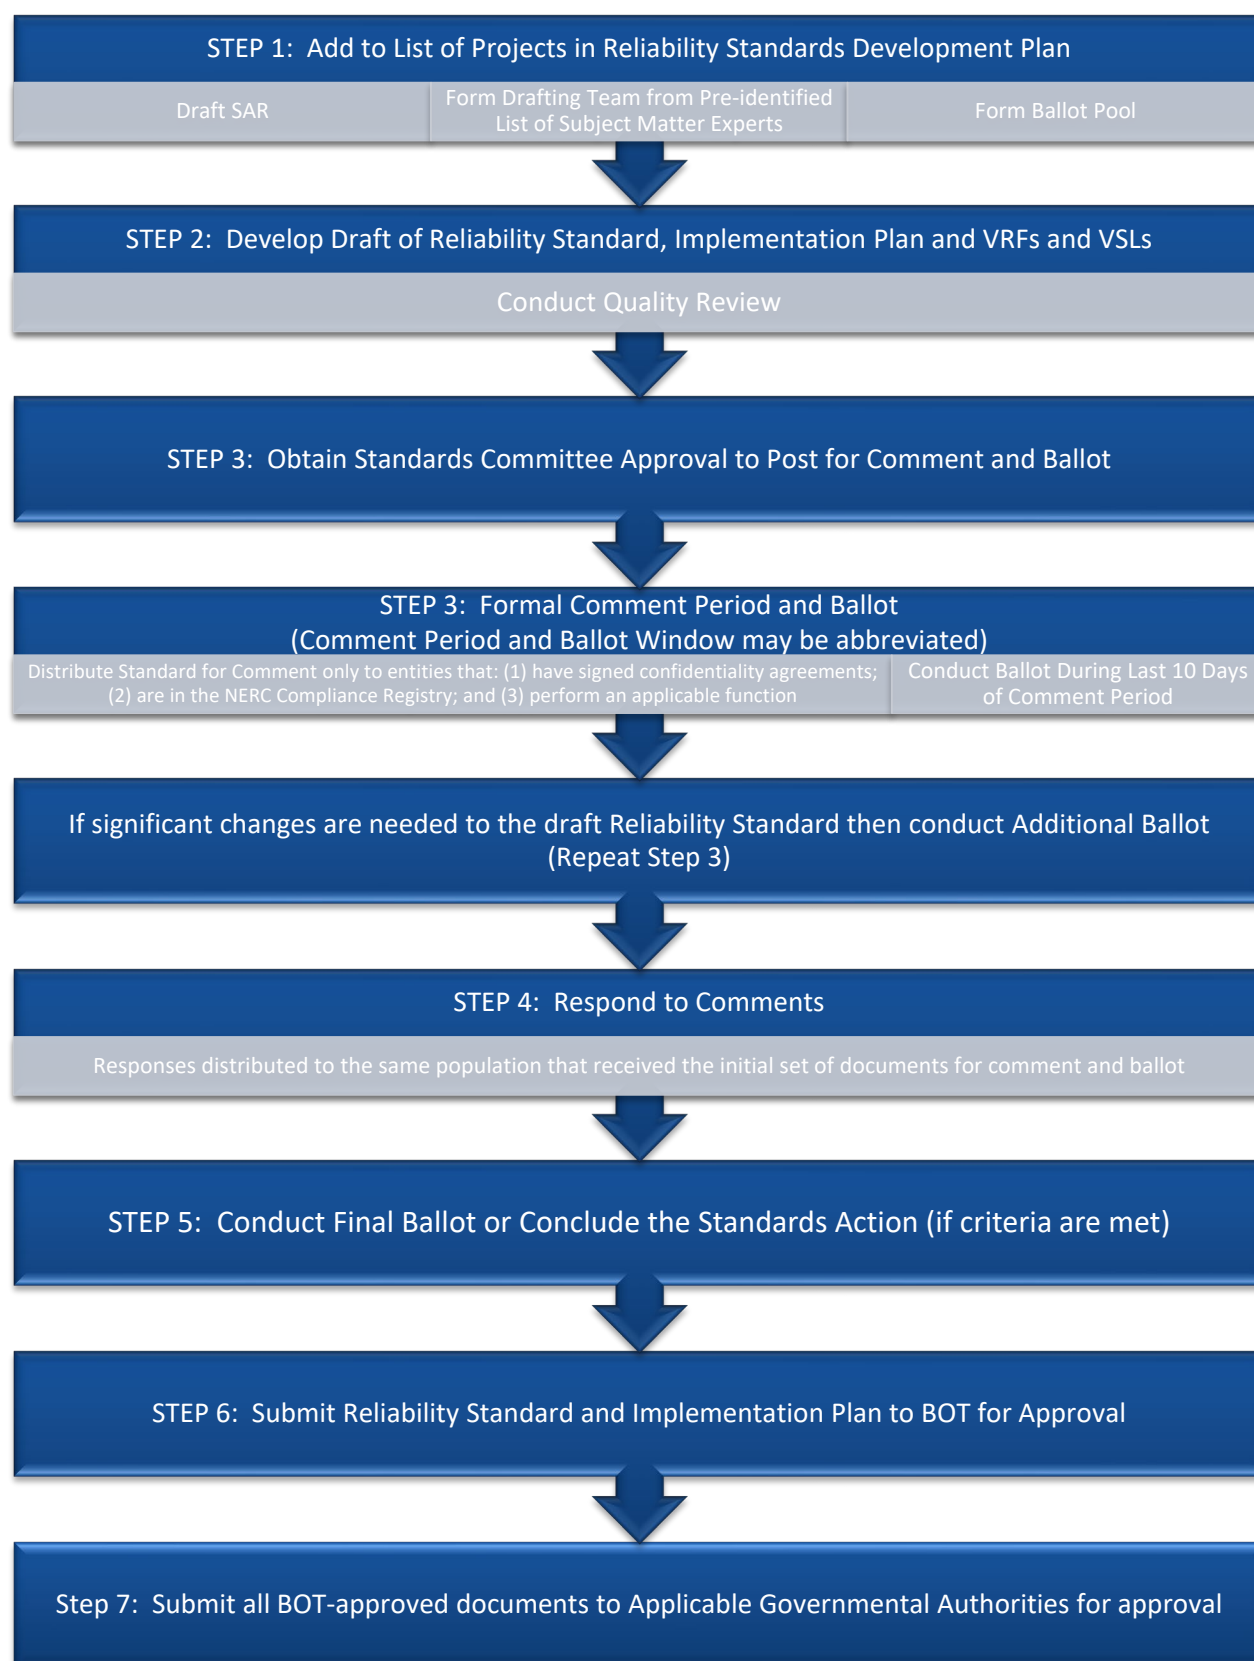 STEP 1: Add to List of Projects in Reliability Standards Development Plan
Draft SAR
Form Drafting Team from Pre-identified
List of Subject Matter Experts
Form Ballot Pool
STEP 2: Develop Draft of Reliability Standard, Implementation Plan and VRFs and VSLs
Conduct Quality Review
STEP 3: Obtain Standards Committee Approval to Post for Comment and Ballot
STEP 3: Formal Comment Period and Ballot
(Comment Period and Ballot Window may be abbreviated)
Distribute Standard for Comment only to entities that: (1) have signed confidentiality agreements;
(2) are in the NERC Compliance Registry; and (3) perform an applicable function
Conduct Ballot During Last 10 Days
of Comment Period
If significant changes are needed to the draft Reliability Standard then conduct Additional Ballot
(Repeat Step 3)
STEP 4: Respond to Comments
Responses distributed to the same population that received the initial set of documents for comment and ballot
STEP 5: Conduct Final Ballot or Conclude the Standards Action (if criteria are met)
STEP 6: Submit Reliability Standard and Implementation Plan to BOT for Approval
Step 7: Submit all BOT-approved documents to Applicable Governmental Authorities for approval